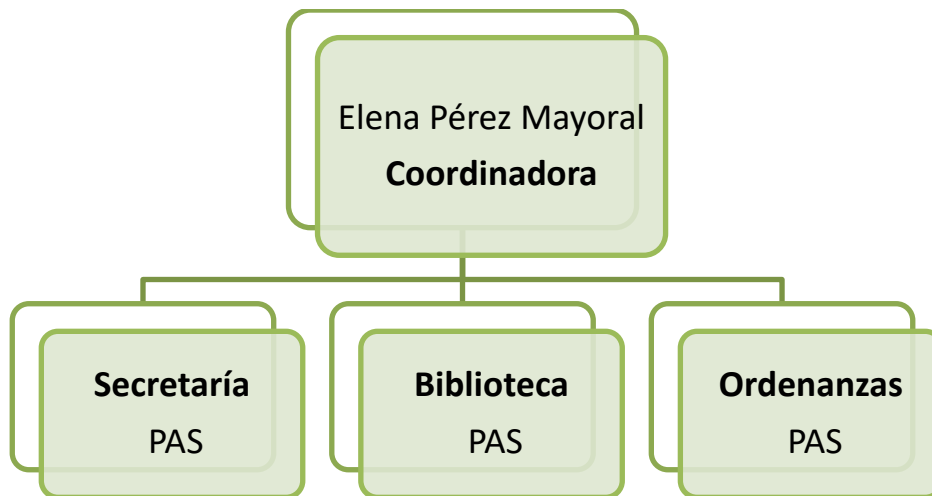 Elena Pérez Mayoral
Coordinadora
Secretaría
PAS
Biblioteca
PAS
Ordenanzas
PAS